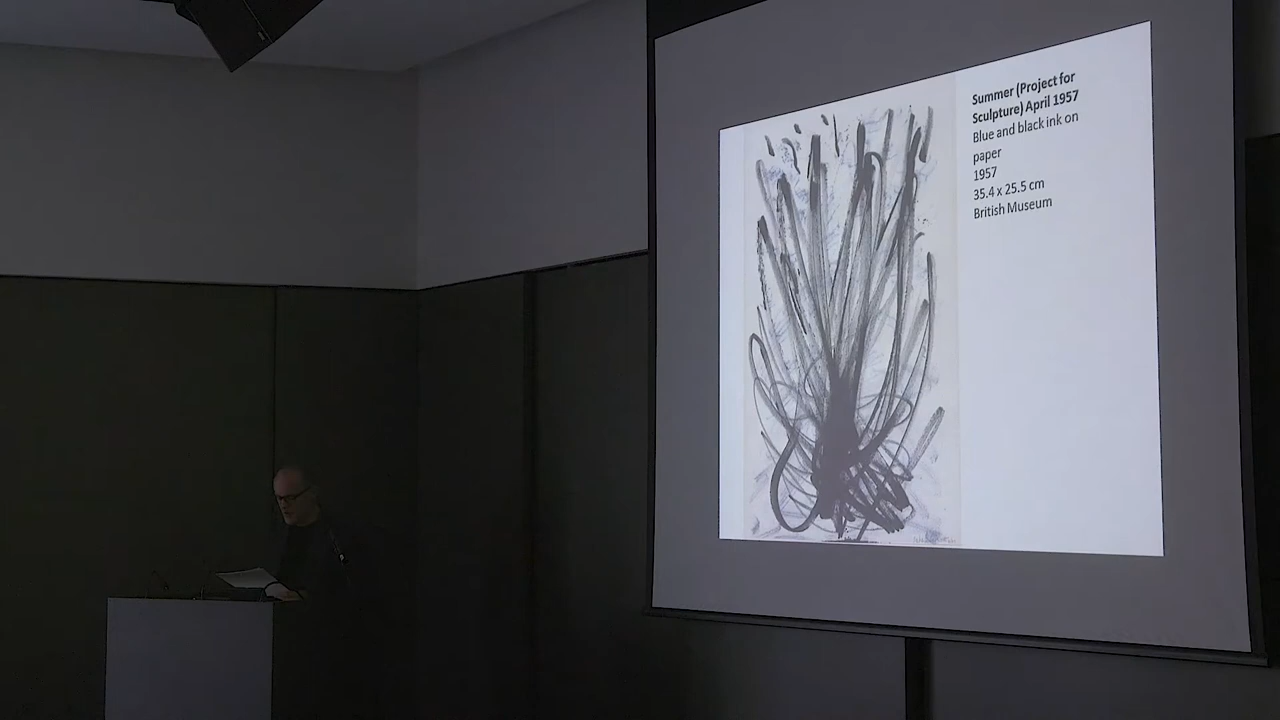 Summer (Project for
Sculpture) April 1957
Blue and black ink on
paper
1957
35.4 x 25.5 cm
British Museum